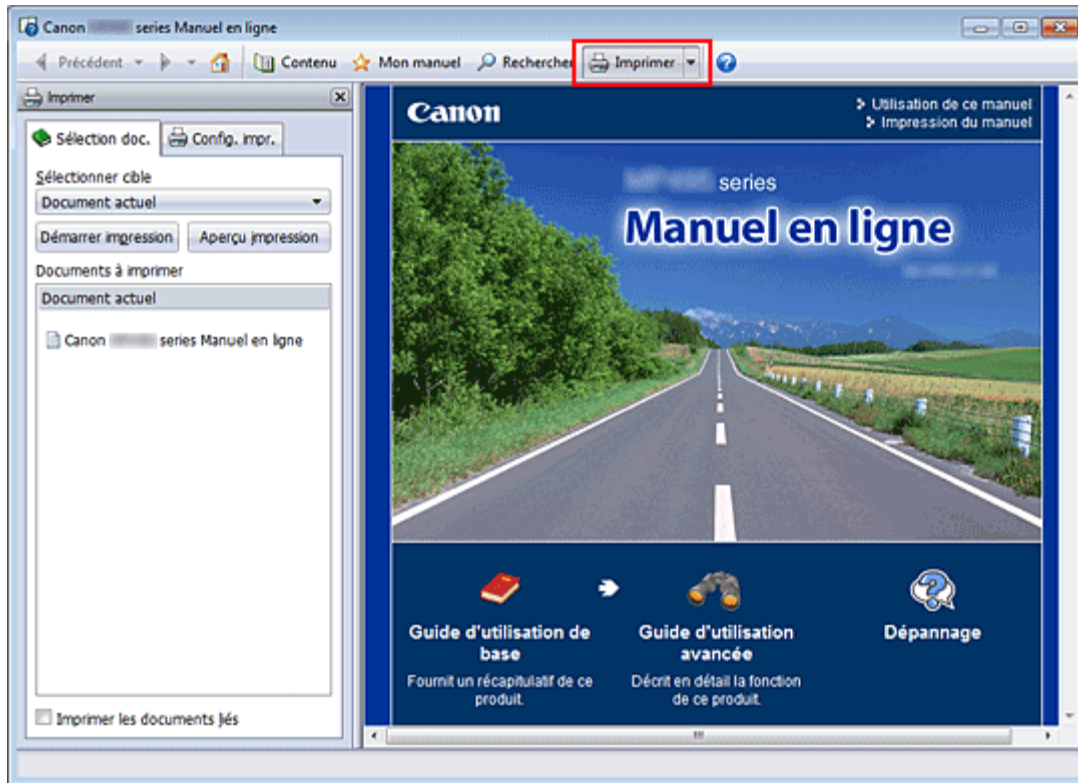 Canon series Manuel en ligne
Précédent Contenu Mon manuel Rechercher Imprimer
Imprimer
Sélection doc. Config. impr.
Sélectionner cible
Document actuel
Démarrer impression Aperçu impression
Documents à imprimer
Document actuel
Canon series Manuel en ligne
Imprimer les documents liés
Canon
Utilisation de ce manuel
Impression du manuel
series
Manuel en ligne
Guide d'utilisation de
base
Fournit un récapitulatif de ce
produit.
Guide d'utilisation
avancée
Décrit en détail la fonction
de ce produit.
Dépannage